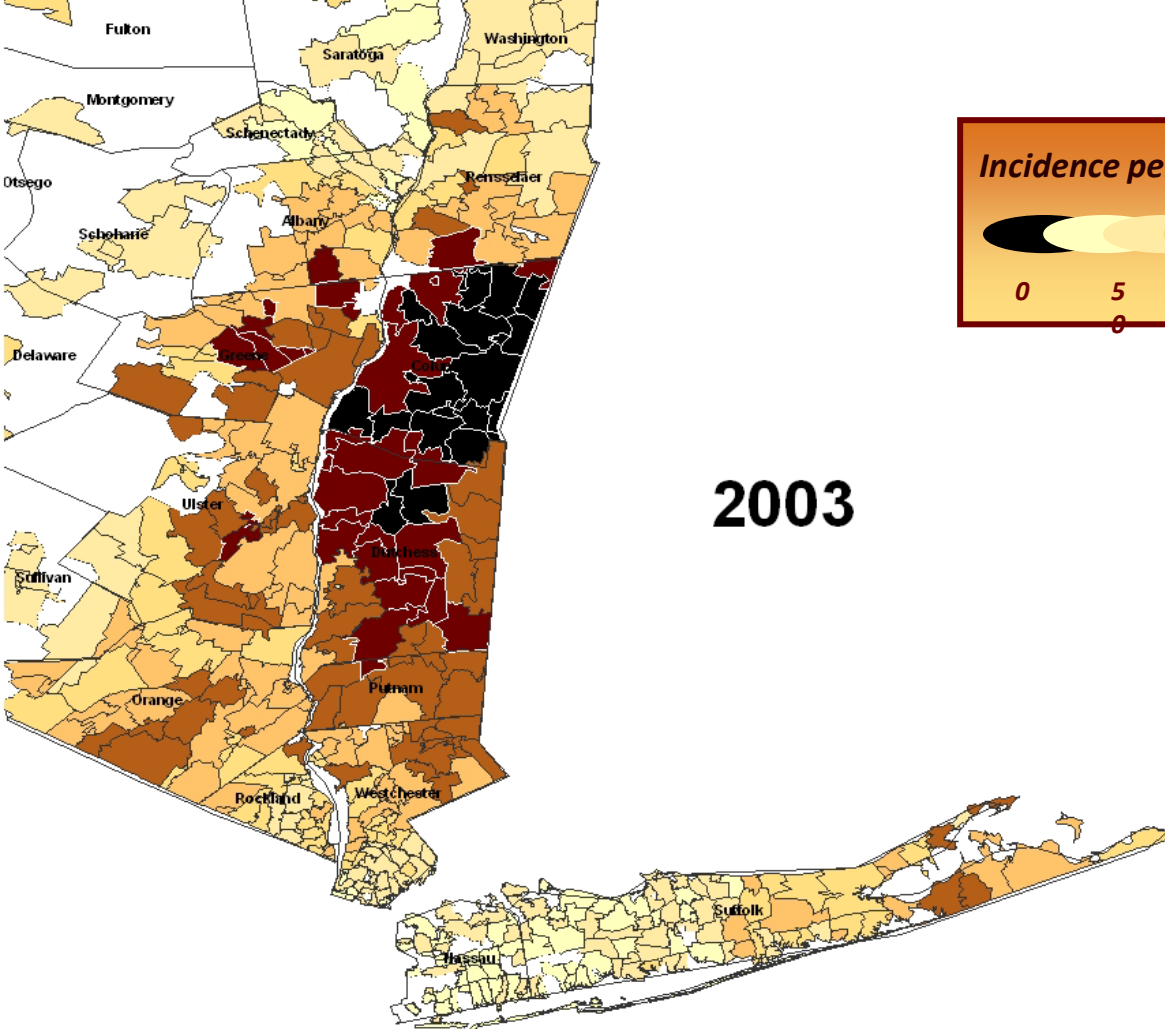 Fulton
Washington
Saratoga
Montgomery
Schenectady
Otsego
Rensselaer
Albany
Schoharie
Incidence pe
0 5
0
Delaware
Greene
Colu
Ulster
2003
Dutchess
Sullivan
Putnam
Orange
Westchester
Rockland
Suffolk
Nassau